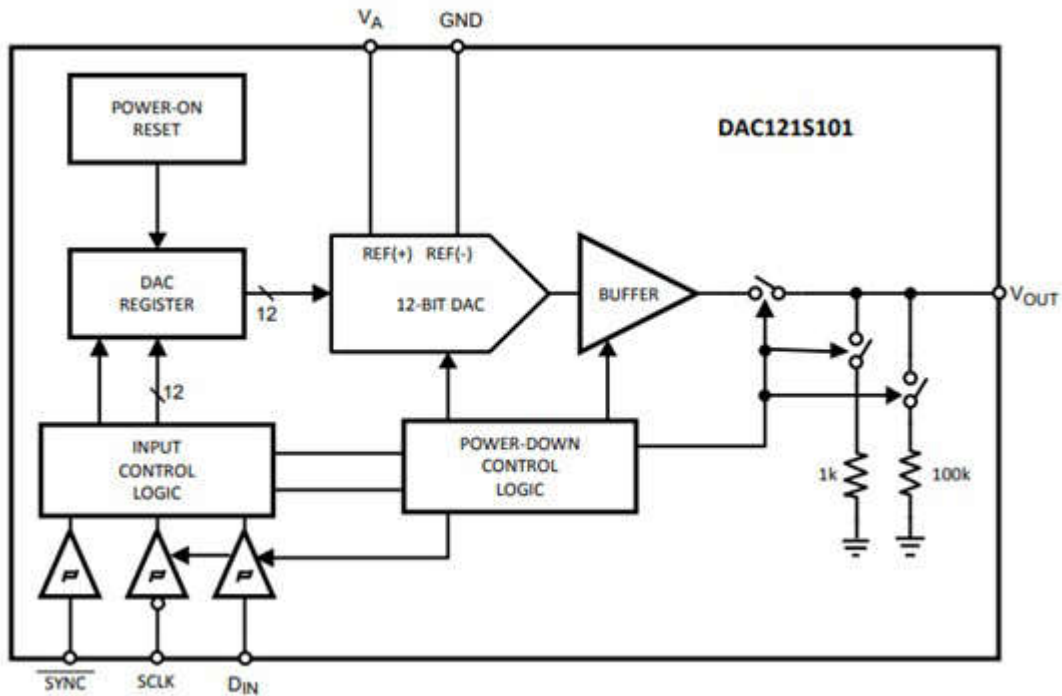 VA GND
POWER-ON
RESET
DAC121S101
REF(+) REF(-)
DAC
REGISTER
12
12-BIT DAC
BUFFER
VOUT
12
INPUT
CONTROL
LOGIC
POWER-DOWN
CONTROL
LOGIC
1k
100k
SYNC SCLK DIN